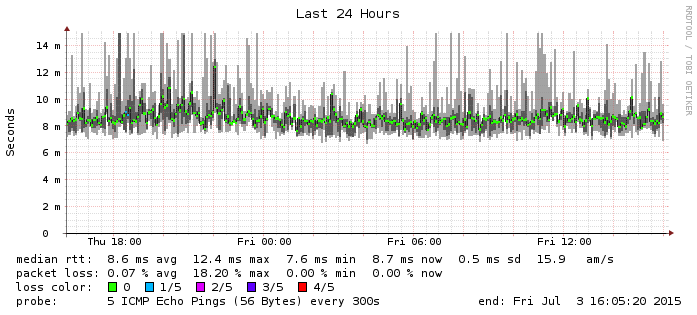 Last 24 Hours
RRDTOOL / TOBI OETIKER
Seconds
14 m
12 m
10 m
8 m
6 m
4 m
2 m
0
Thu 18:00 Fri 00:00 Fri 06:00 Fri 12:00
median rtt: 8.6 ms avg 12.4 ms max 7.6 ms min 8.7 ms now 0.5 ms sd 15.9 am/s
packet loss: 0.07 % avg 18.20 % max 0.00 % min 0.00 % now
loss color: 0 1/5 2/5 3/5 4/5
probe: 5 ICMP Echo Pings (56 Bytes) every 300s end: Fri Jul 3 16:05:20 2015